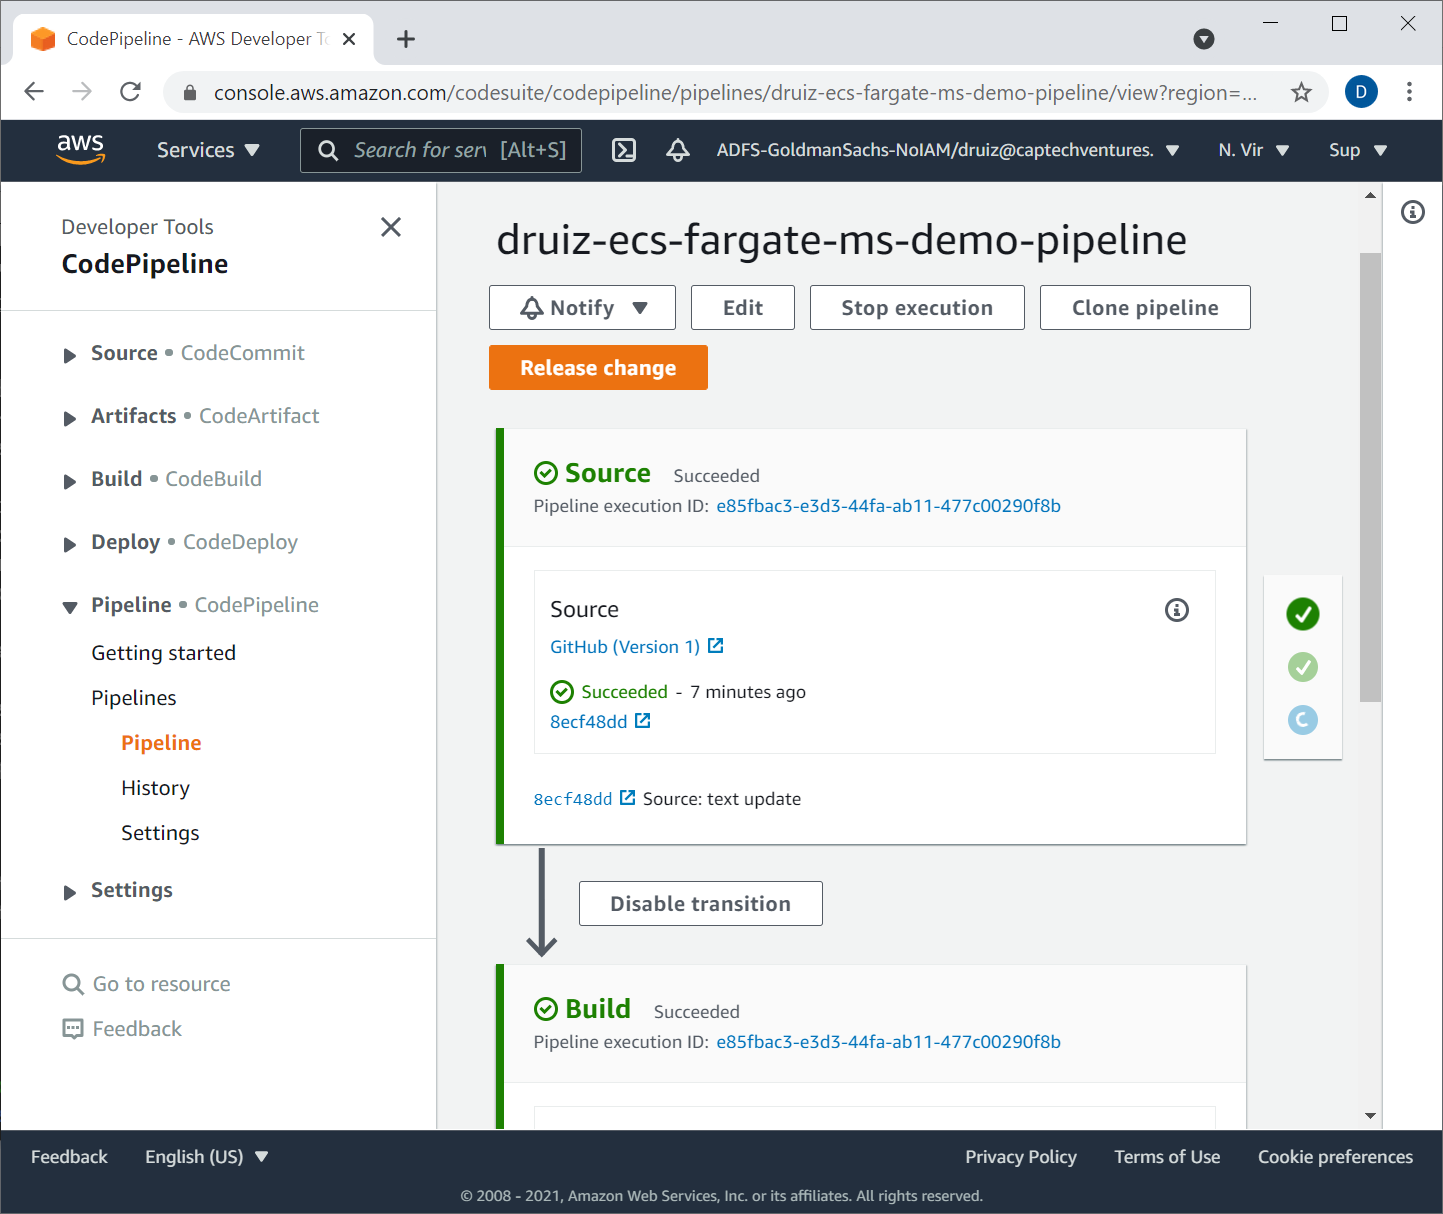 CodePipeline - AWS Developer To
console.aws.amazon.com/codesuite/codepipeline/pipelines/druiz-ecs-fargate-ms-demo-pipeline/view?region=...
D
aws
Services
Search for serv [Alt+S]
ADFS-GoldmanSachs-NoIAM/druiz@captechventures.
N. Vir
Sup
Developer Tools
CodePipeline
Source • CodeCommit
Artifacts • CodeArtifact
Build • CodeBuild
Deploy • CodeDeploy
Pipeline • CodePipeline
Getting started
Pipelines
Pipeline
History
Settings
Settings
Go to resource
Feedback
druiz-ecs-fargate-ms-demo-pipeline
Notify
Edit
Stop execution
Clone pipeline
Release change
Source Succeeded
Pipeline execution ID: e85fbac3-e3d3-44fa-ab11-477c00290f8b
Source
GitHub (Version 1)
Succeeded - 7 minutes ago
8ecf48dd
8ecf48dd Source: text update
Disable transition
Build Succeeded
Pipeline execution ID: e85fbac3-e3d3-44fa-ab11-477c00290f8b
Feedback
English (US)
Privacy Policy
Terms of Use
Cookie preferences
© 2008 - 2021, Amazon Web Services, Inc. or its affiliates. All rights reserved.